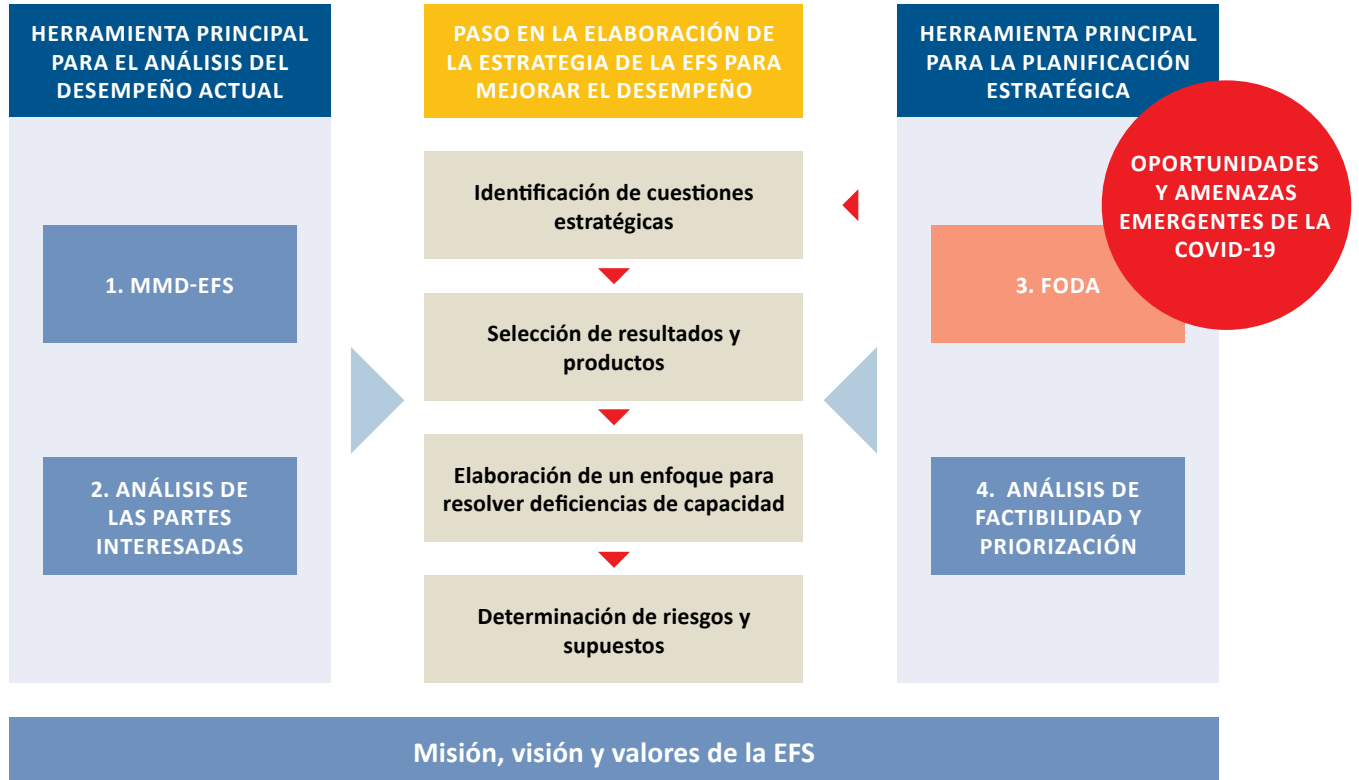 HERRAMIENTA PRINCIPAL
PARA EL ANÁLISIS DEL
DESEMPEÑO ACTUAL
1. MMD-EFS
2. ANÁLISIS DE
LAS PARTES
INTERESADAS
PASO EN LA ELABORACIÓN DE
LA ESTRATEGIA DE LA EFS PARA
MEJORAR EL DESEMPEÑO
Identificación de cuestiones
estratégicas
Selección de resultados y
productos
Elaboración de un enfoque para
resolver deficiencias de capacidad
Determinación de riesgos y
supuestos
HERRAMIENTA PRINCIPAL
PARA LA PLANIFICACIÓN
ESTRATÉGICA
OPORTUNIDADES
Y AMENAZAS
EMERGENTES DE LA
COVID-19
3. FODA
4. ANÁLISIS DE
FACTIBILIDAD Y
PRIORIZACIÓN
Misión, visión y valores de la EFS